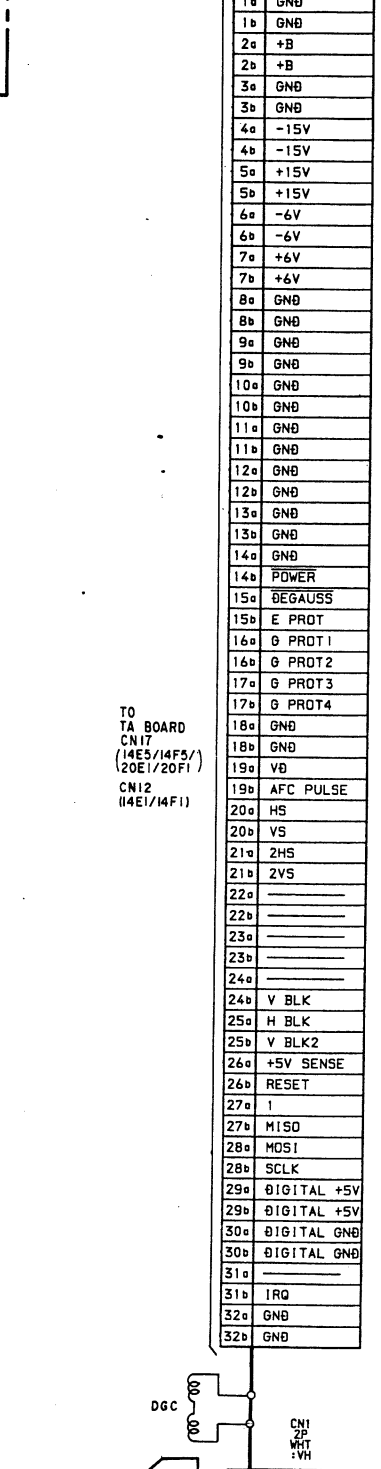 1a GND
1b GND
2a +B
2b +B
3a GND
3b GND
4a -15V
4b -15V
5a +15V
5b +15V
6a -6V
6b -6V
7a +6V
7b +6V
8a GND
8b GND
9a GND
9b GND
10a GND
10b GND
11a GND
11b GND
12a GND
12b GND
13a GND
13b GND
14a GND
14b POWER
15a DEGAUSS
15b E PROT
16a G PROT1
16b G PROT2
17a G PROT3
17b G PROT4
18a GND
18b GND
19a VD
19b AFC PULSE
20a HS
20b VS
21a 2HS
21b 2VS
22a
22b
23a
23b
24a
24b V BLK
25a H BLK
25b V BLK2
26a +5V SENSE
26b RESET
27a 1
27b MISO
28a MOSI
28b SCLK
29a DIGITAL +5V
29b DIGITAL +5V
30a DIGITAL GND
30b DIGITAL GND
31a
31b IRQ
32a GND
32b GND
TO
TA BOARD
CN17
(14E5/14F5/
20E1/20F1)
CN12
(14E1/14F1)
DGC
CN1
2P
WHT
:VH